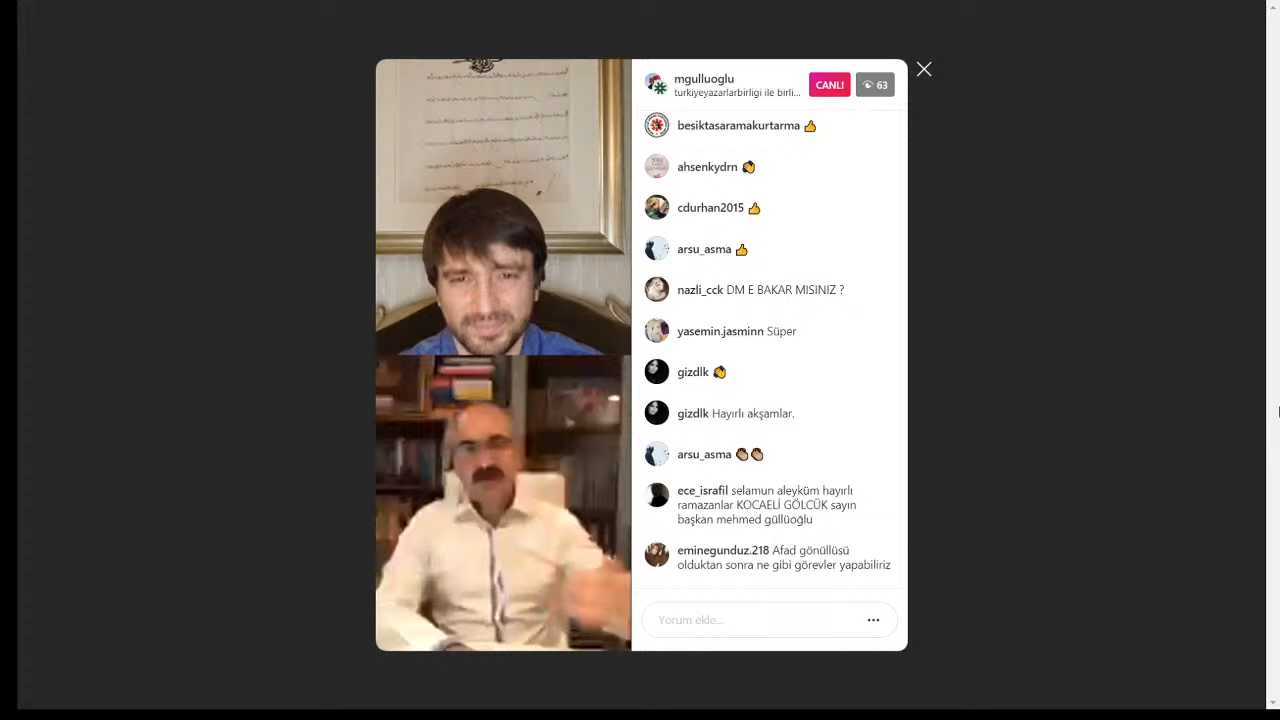 mgulluoglu
turkiyeyazarlarbirligi ile birli...
CANLI
63
besiktasaramakurtarma 👍
ahsenkydrn 👏
cdurhan2015 👍
arsu_asma 👍
nazli_cck DM E BAKAR MISINIZ ?
yasemin.jasminn Süper
gizdlk 👏
gizdlk Hayırlı akşamlar.
arsu_asma 👏🏼👏🏼
ece_israfil selamun aleyküm hayırlı
ramazanlar KOCAELİ GÖLCÜK sayın
başkan mehmed güllüoğlu
eminegunduz.218 Afad gönüllüsü
olduktan sonra ne gibi görevler yapabiliriz
Yorum ekle...